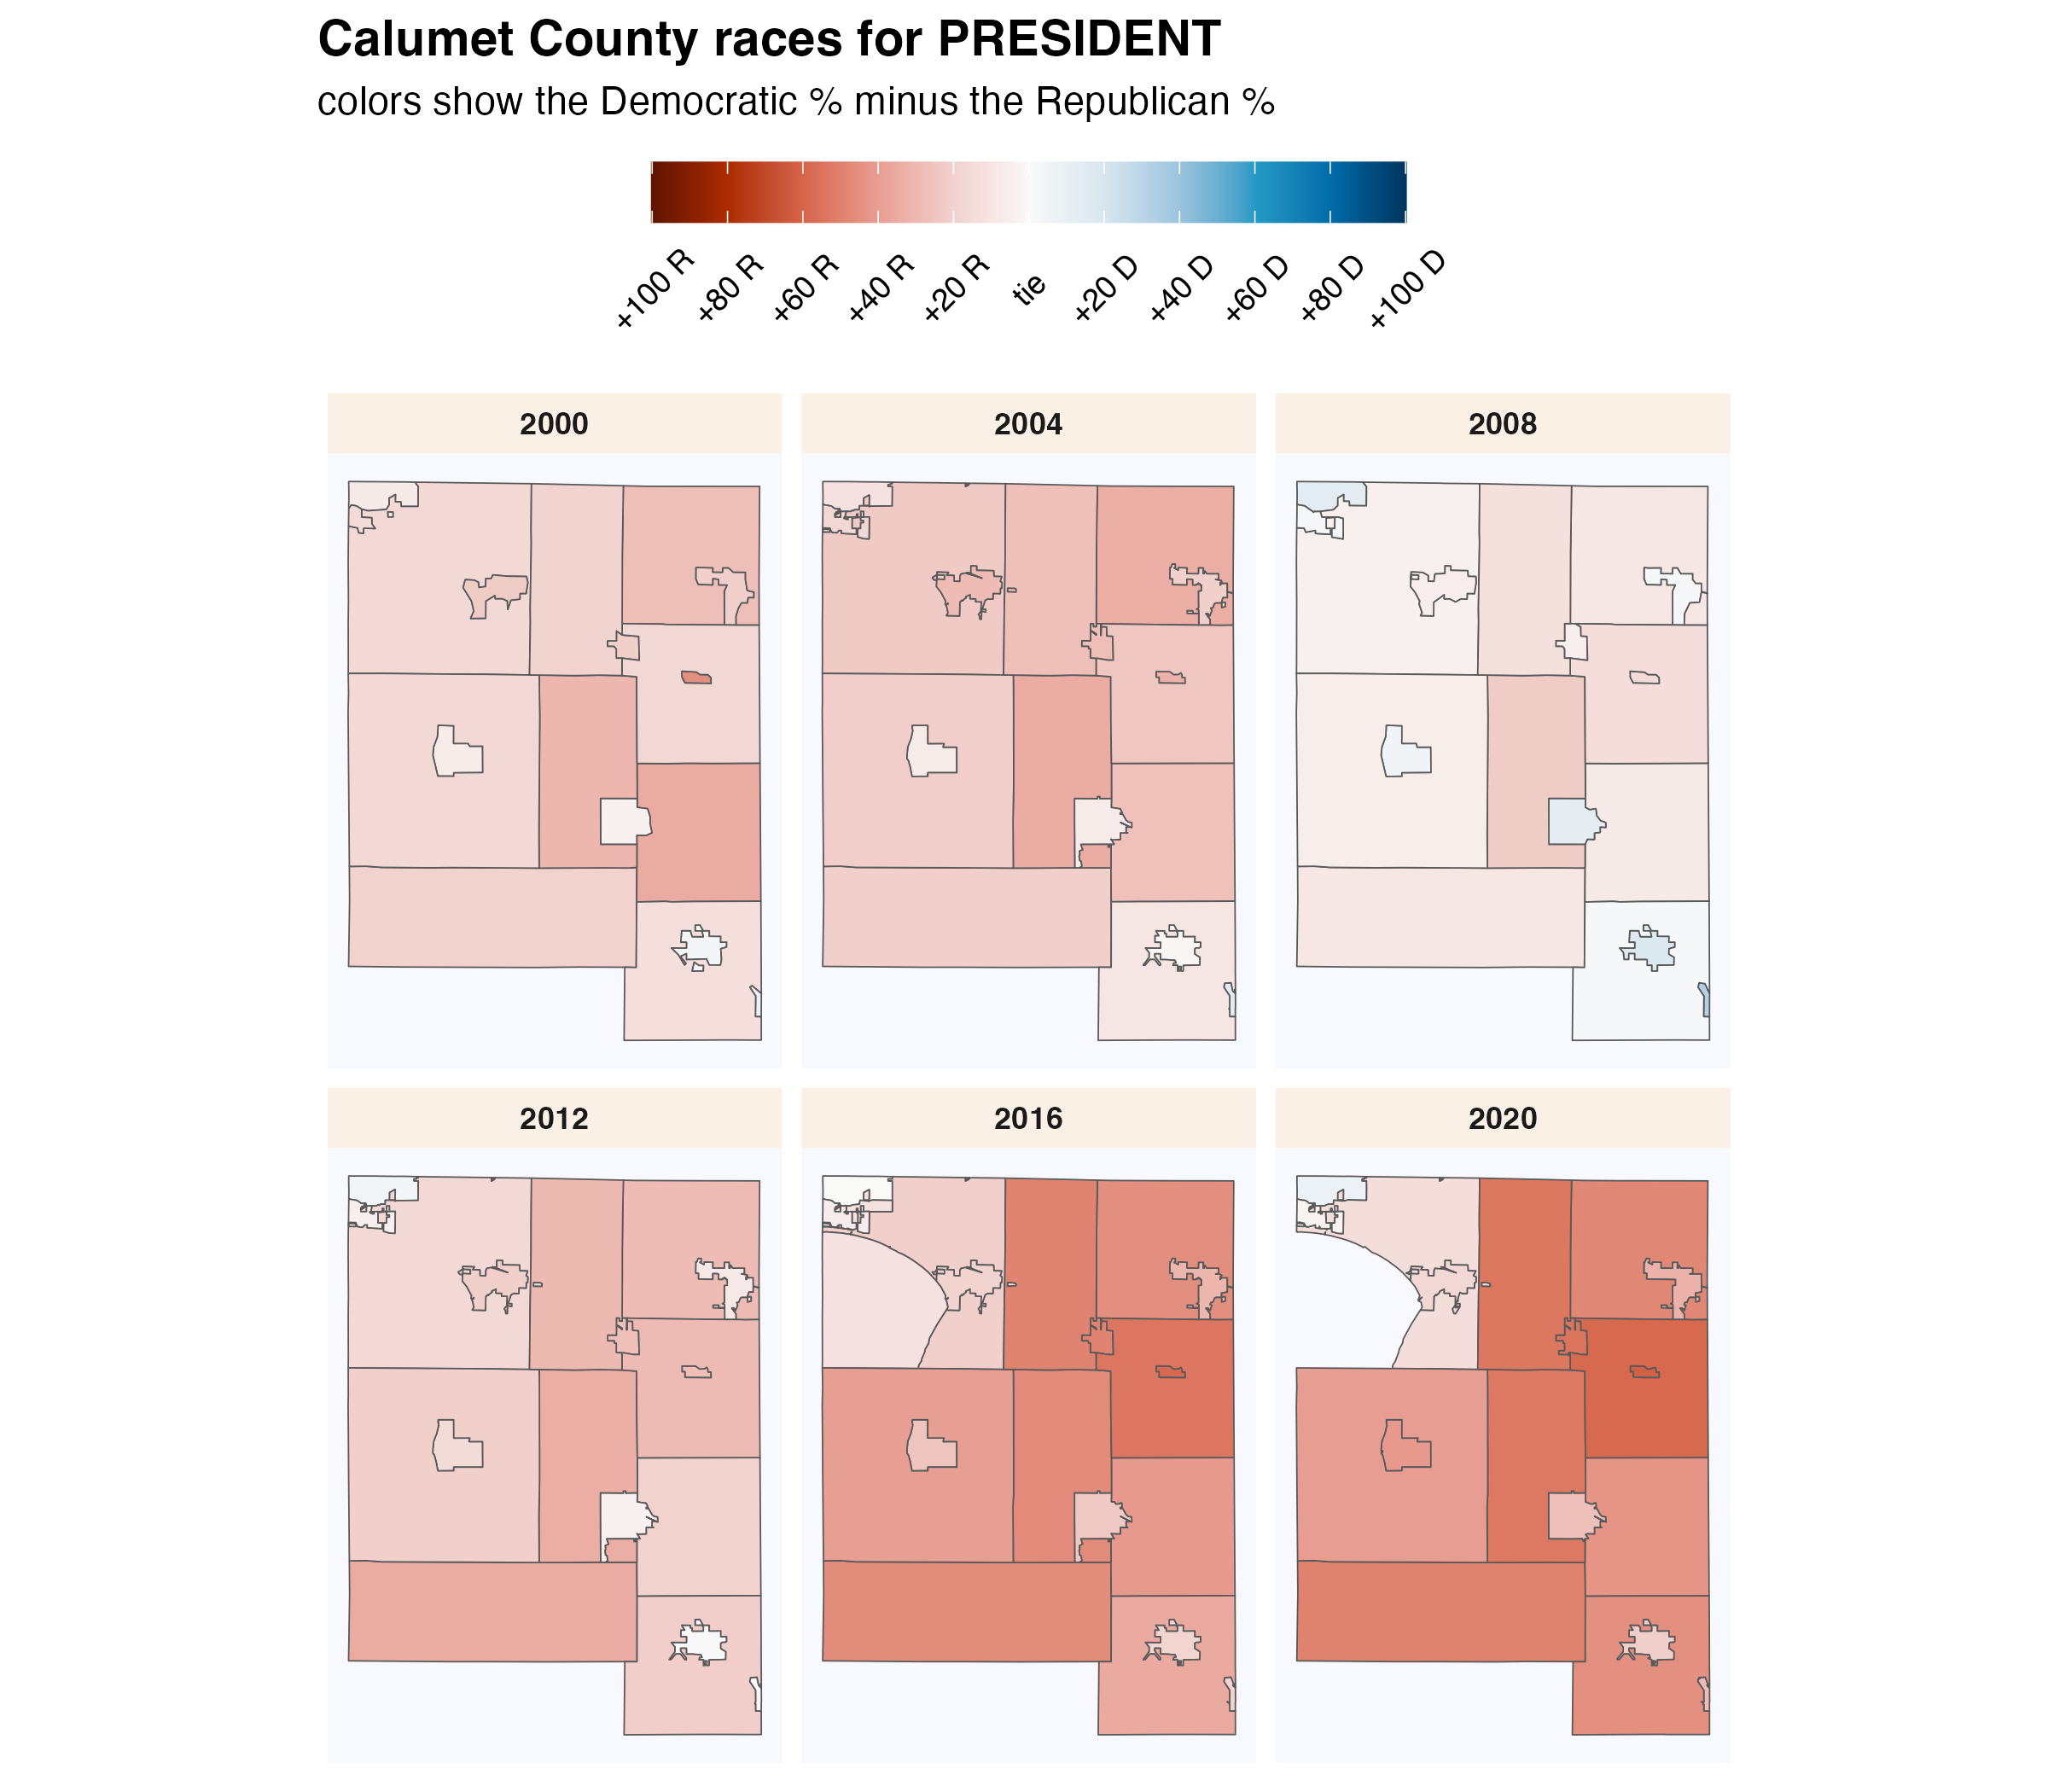 Calumet County races for PRESIDENT
colors show the Democratic % minus the Republican %
+100 R
+80 R
+60 R
+40 R
+20 R
tie
+20 D
+40 D
+60 D
+80 D
+100 D
2000
2004
2008
2012
2016
2020